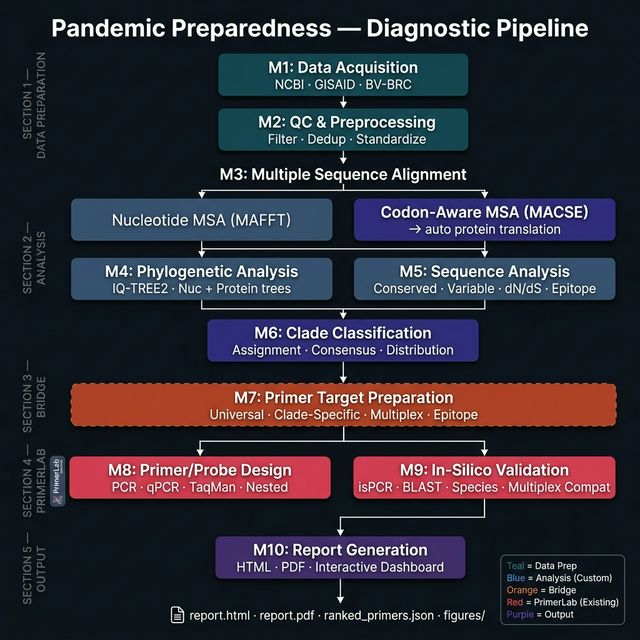 Pandemic Preparedness — Diagnostic Pipeline
SECTION 1 —
DATA PREPARATION
M1: Data Acquisition
NCBI · GISAID · BV-BRC
M2: QC & Preprocessing
Filter · Dedup · Standardize
M3: Multiple Sequence Alignment
SECTION 2 —
ANALYSIS
Nucleotide MSA (MAFFT)
Codon-Aware MSA (MACSE)
→ auto protein translation
M4: Phylogenetic Analysis
IQ-TREE2 · Nuc + Protein trees
M5: Sequence Analysis
Conserved · Variable · dN/dS · Epitope
M6: Clade Classification
Assignment · Consensus · Distribution
SECTION 3 —
BRIDGE
M7: Primer Target Preparation
Universal · Clade-Specific · Multiplex · Epitope
SECTION 4 —
PRIMERLAB
PrimerLab
M8: Primer/Probe Design
PCR · qPCR · TaqMan · Nested
M9: In-Silico Validation
isPCR · BLAST · Species · Multiplex Compat
SECTION 5 —
OUTPUT
M10: Report Generation
HTML · PDF · Interactive Dashboard
report.html · report.pdf · ranked_primers.json · figures/
Teal = Data Prep
Blue = Analysis (Custom)
Orange = Bridge
Red = PrimerLab (Existing)
Purple = Output